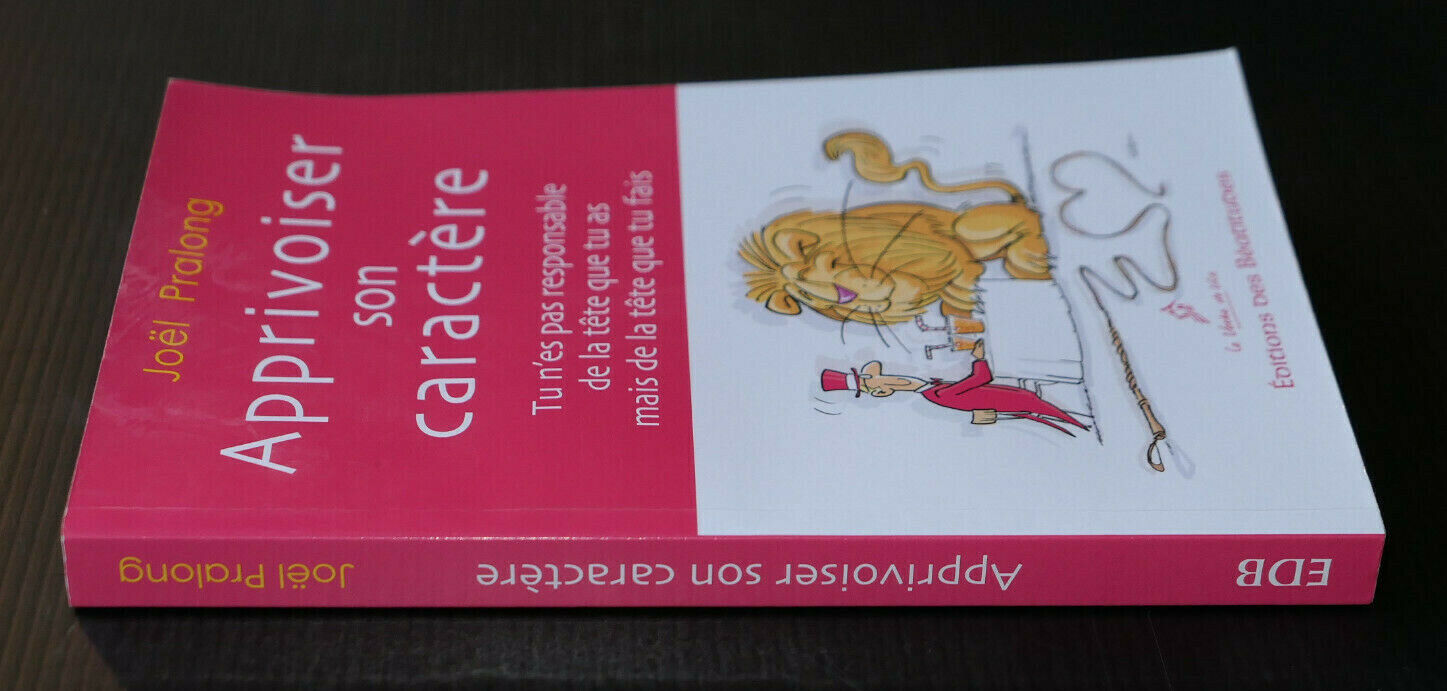 Joël Pralong
Apprivoiser
son
caractère
Tu n'es pas responsable
de la tête que tu as
mais de la tête que tu fais
Éditions des Béatitudes
Joël Pralong
Apprivoiser son caractère
EDB